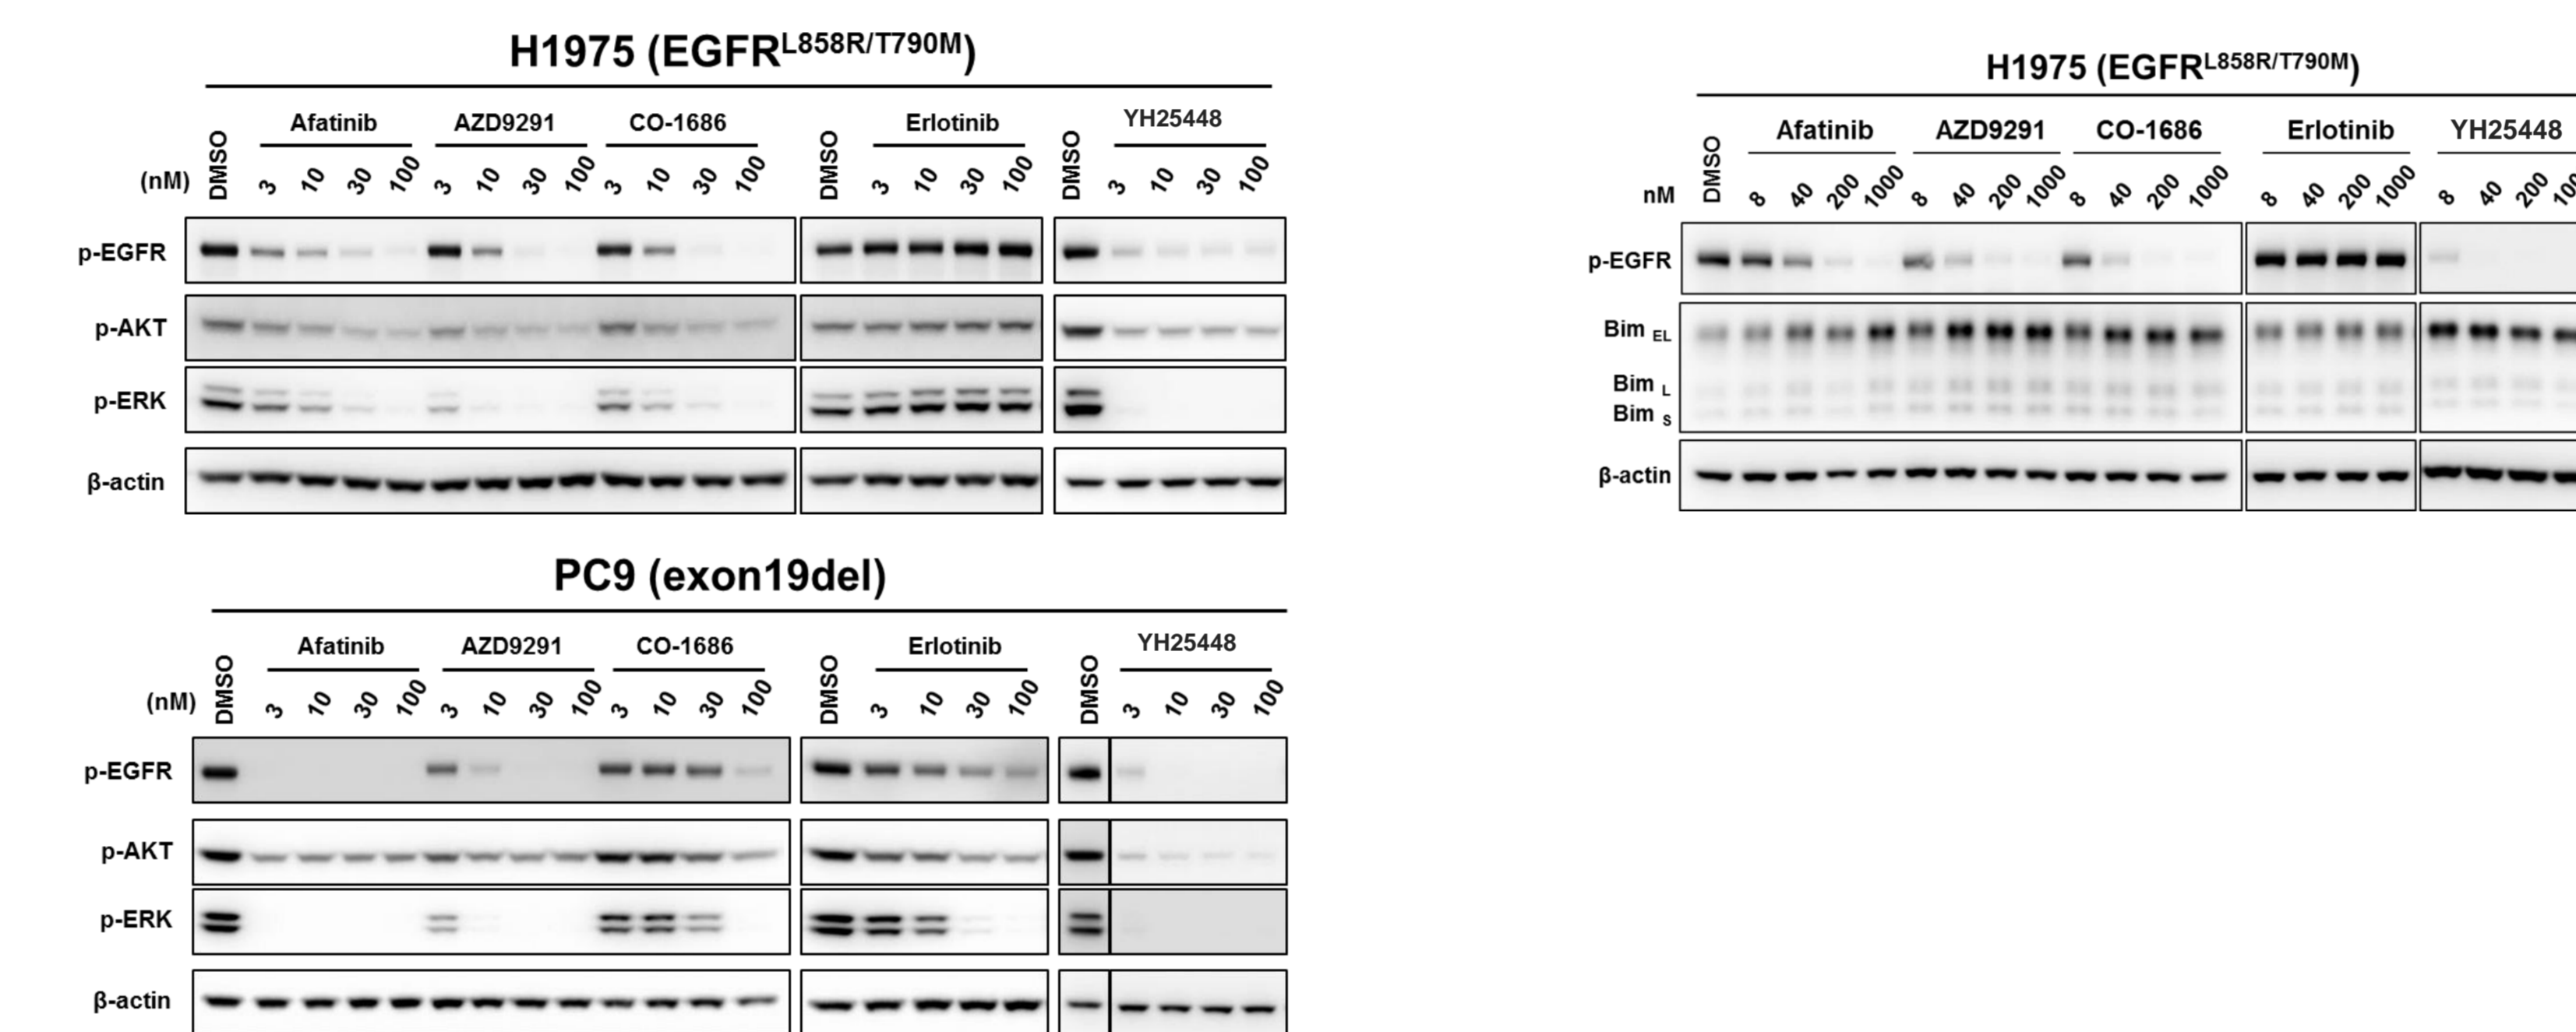 H1975 (EGFRL858R/T790M)
Afatinib AZD9291 CO-1686 Erlotinib YH25448
(nM) DMSO 3 10 30 100 3 10 30 100 3 10 30 100 DMSO 3 10 30 100 DMSO 3 10 30 100
p-EGFR
p-AKT
p-ERK
β-actin
PC9 (exon19del)
Afatinib AZD9291 CO-1686 Erlotinib YH25448
(nM) DMSO 3 10 30 100 3 10 30 100 3 10 30 100 DMSO 3 10 30 100 DMSO 3 10 30 100
p-EGFR
p-AKT
p-ERK
β-actin
H1975 (EGFRL858R/T790M)
Afatinib AZD9291 CO-1686 Erlotinib YH25448
nM DMSO 8 40 200 1000 8 40 200 1000 8 40 200 1000 8 40 200 1000 8 40 200
p-EGFR
Bim EL
Bim L
Bim S
β-actin